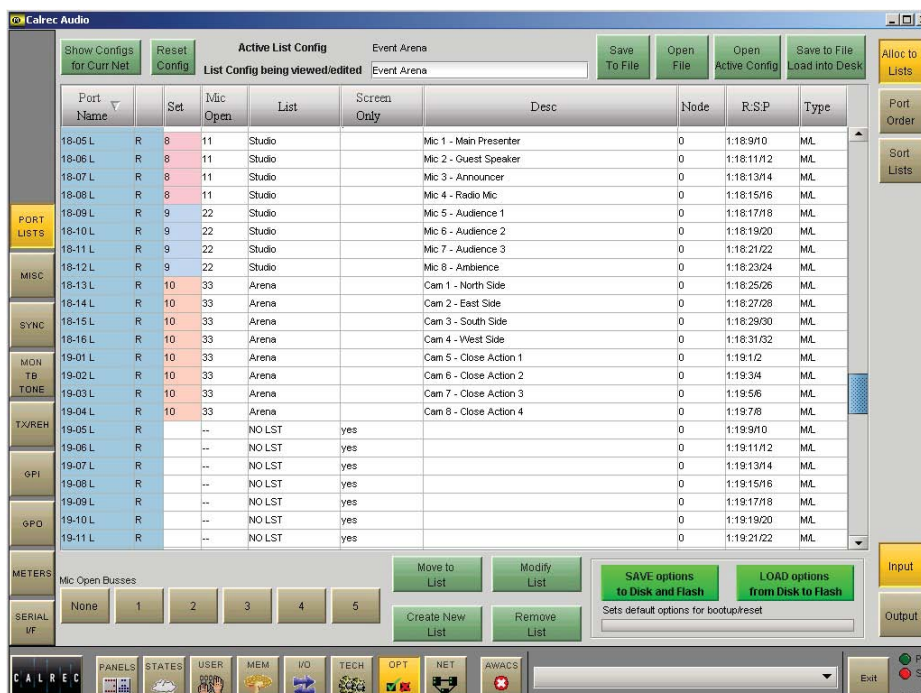 Calrec Audio
Show Configs for Curr Net
Reset Config
Active List Config Event Arena
List Config being viewed/edited Event Arena
Save To File
Open File
Open Active Config
Save to File Load into Desk
Alloc to Lists
Port Order
Sort Lists
Port Name Set Mic Open List Screen Only Desc Node R:S:P Type
18-05 L R 8 11 Studio Mic 1 - Main Presenter 0 1:18:9/10 M/L
18-06 L R 8 11 Studio Mic 2 - Guest Speaker 0 1:18:11/12 M/L
18-07 L R 8 11 Studio Mic 3 - Announcer 0 1:18:13/14 M/L
18-08 L R 8 11 Studio Mic 4 - Radio Mic 0 1:18:15/16 M/L
18-09 L R 9 22 Studio Mic 5 - Audience 1 0 1:18:17/18 M/L
18-10 L R 9 22 Studio Mic 6 - Audience 2 0 1:18:19/20 M/L
18-11 L R 9 22 Studio Mic 7 - Audience 3 0 1:18:21/22 M/L
18-12 L R 9 22 Studio Mic 8 - Ambience 0 1:18:23/24 M/L
18-13 L R 10 33 Arena Cam 1 - North Side 0 1:18:25/26 M/L
18-14 L R 10 33 Arena Cam 2 - East Side 0 1:18:27/28 M/L
18-15 L R 10 33 Arena Cam 3 - South Side 0 1:18:29/30 M/L
18-16 L R 10 33 Arena Cam 4 - West Side 0 1:18:31/32 M/L
19-01 L R 10 33 Arena Cam 5 - Close Action 1 0 1:19:1/2 M/L
19-02 L R 10 33 Arena Cam 6 - Close Action 2 0 1:19:3/4 M/L
19-03 L R 10 33 Arena Cam 7 - Close Action 3 0 1:19:5/6 M/L
19-04 L R 10 33 Arena Cam 8 - Close Action 4 0 1:19:7/8 M/L
19-05 L R -- NO LST yes 0 1:19:9/10 M/L
19-06 L R -- NO LST yes 0 1:19:11/12 M/L
19-07 L R -- NO LST yes 0 1:19:13/14 M/L
19-08 L R -- NO LST yes 0 1:19:15/16 M/L
19-09 L R -- NO LST yes 0 1:19:17/18 M/L
19-10 L R -- NO LST yes 0 1:19:19/20 M/L
19-11 L R -- NO LST yes 0 1:19:21/22 M/L
PORT LISTS
MISC
SYNC
MON TB TONE
TX/REH
GPI
GPO
METERS
SERIAL I/F
Mic Open Busses
None 1 2 3 4 5
Move to List
Modify List
Create New List
Remove List
SAVE options to Disk and Flash
LOAD options from Disk to Flash
Sets default options for bootup/reset
Input
Output
CALREC
PANELS STATES USER MEM I/O TECH OPT NET AWACS
Exit
P
S